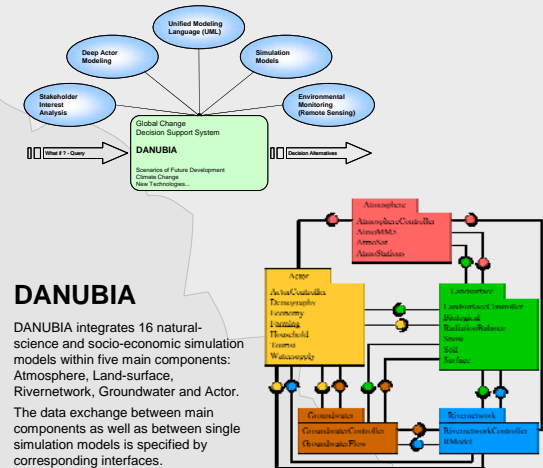 Unified Modeling
Language (UML)
Deep Actor
Modeling
Simulation
Models
Stakeholder
Interest
Analysis
Environmental
Monitoring
(Remote Sensing)
What if ? - Query
Global Change
Decision Support System
DANUBIA
Scenarios of Future Development
Climate Change
New Technologies...
Decision Alternatives
Atmosphere
AtmosphereController
AtmoMM5
AtmoSat
AtmoStations
Actor
ActorController
Demography
Economy
Farming
Household
Tourist
Watersupply
Landsurface
LandsurfaceController
Biological
RadiationBalance
Snow
Soil
Surface
Groundwater
GroundwaterController
GroundwaterFlow
Rivernetwork
RivernetworkController
RModel
DANUBIA
DANUBIA integrates 16 natural-
science and socio-economic simulation
models within five main components:
Atmosphere, Land-surface,
Rivernetwork, Groundwater and Actor.
The data exchange between main
components as well as between single
simulation models is specified by
corresponding interfaces.